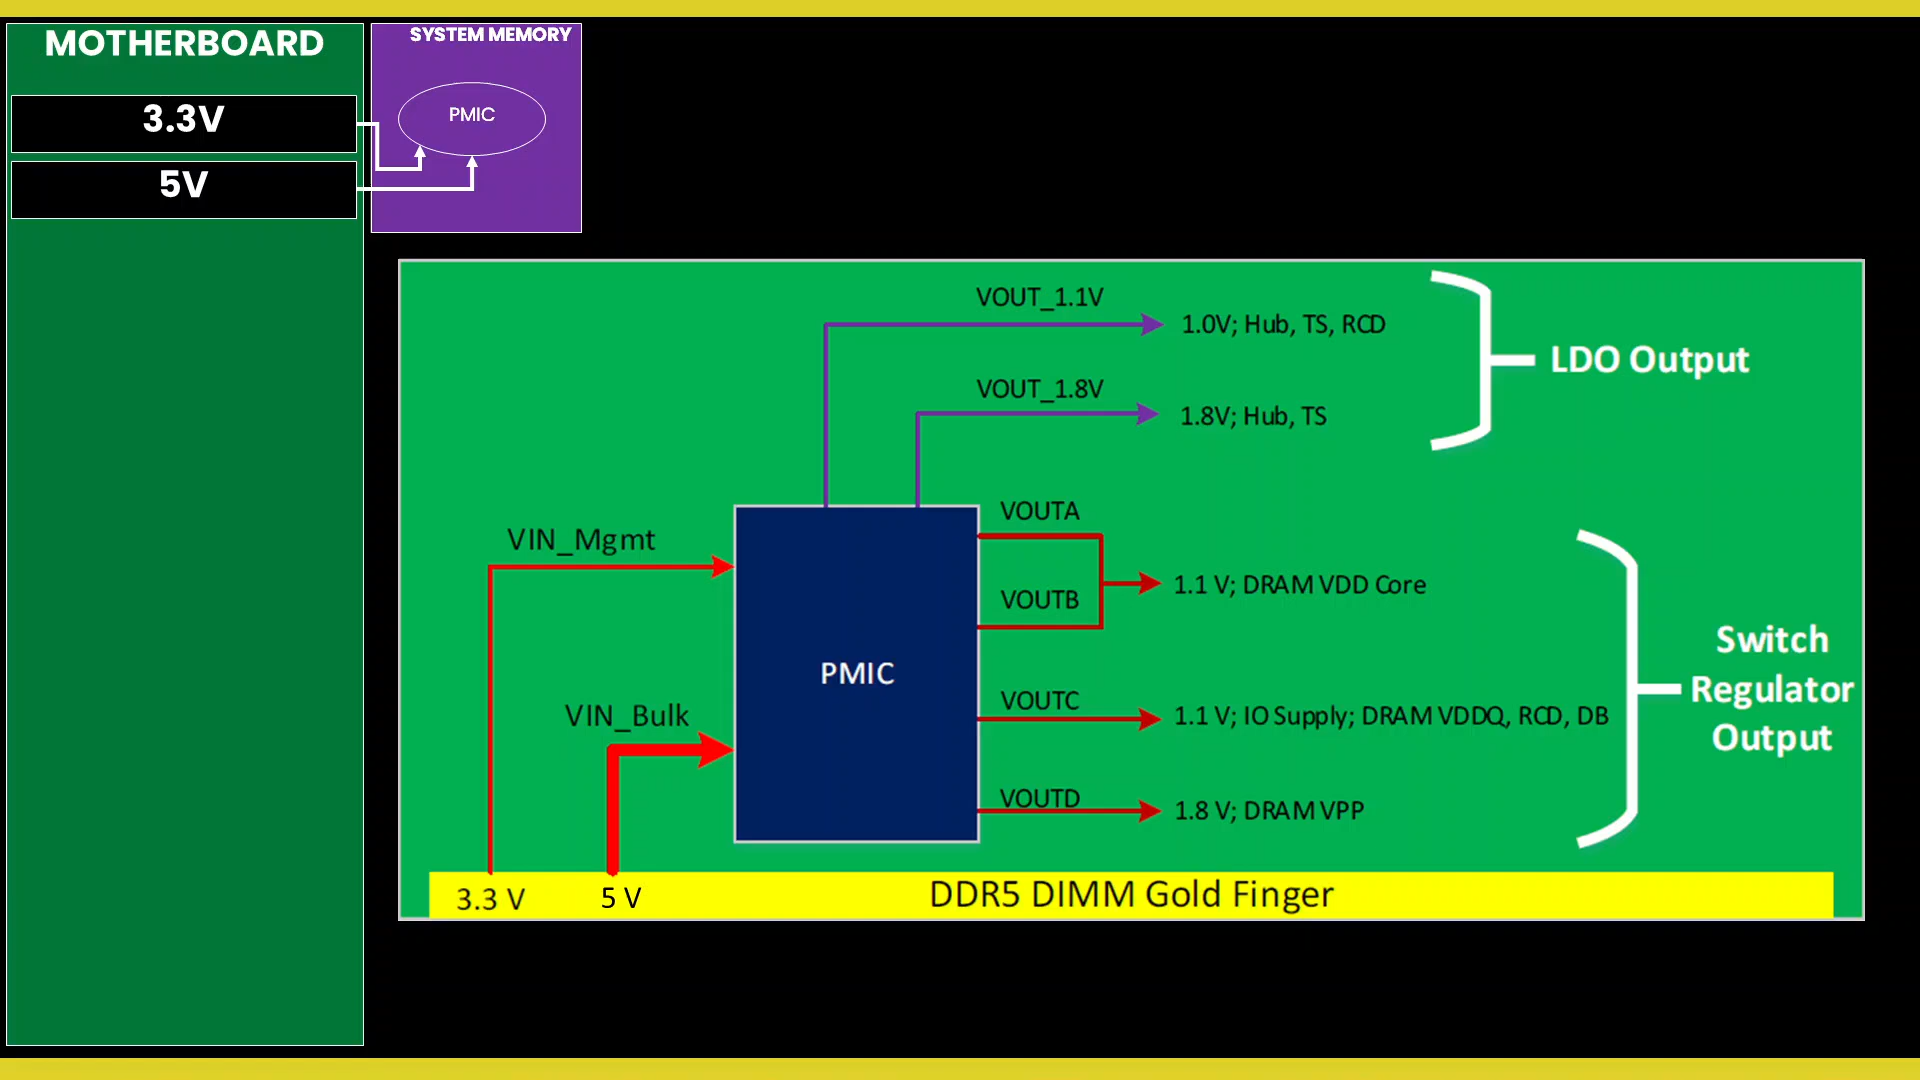 MOTHERBOARD
3.3V
5V
SYSTEM MEMORY
PMIC
VOUT_1.1V
1.0V; Hub, TS, RCD
VOUT_1.8V
1.8V; Hub, TS
LDO Output
VIN_Mgmt
VIN_Bulk
PMIC
VOUTA
VOUTB
1.1 V; DRAM VDD Core
VOUTC
1.1 V; IO Supply; DRAM VDDQ, RCD, DB
VOUTD
1.8 V; DRAM VPP
Switch
Regulator
Output
3.3 V
5 V
DDR5 DIMM Gold Finger